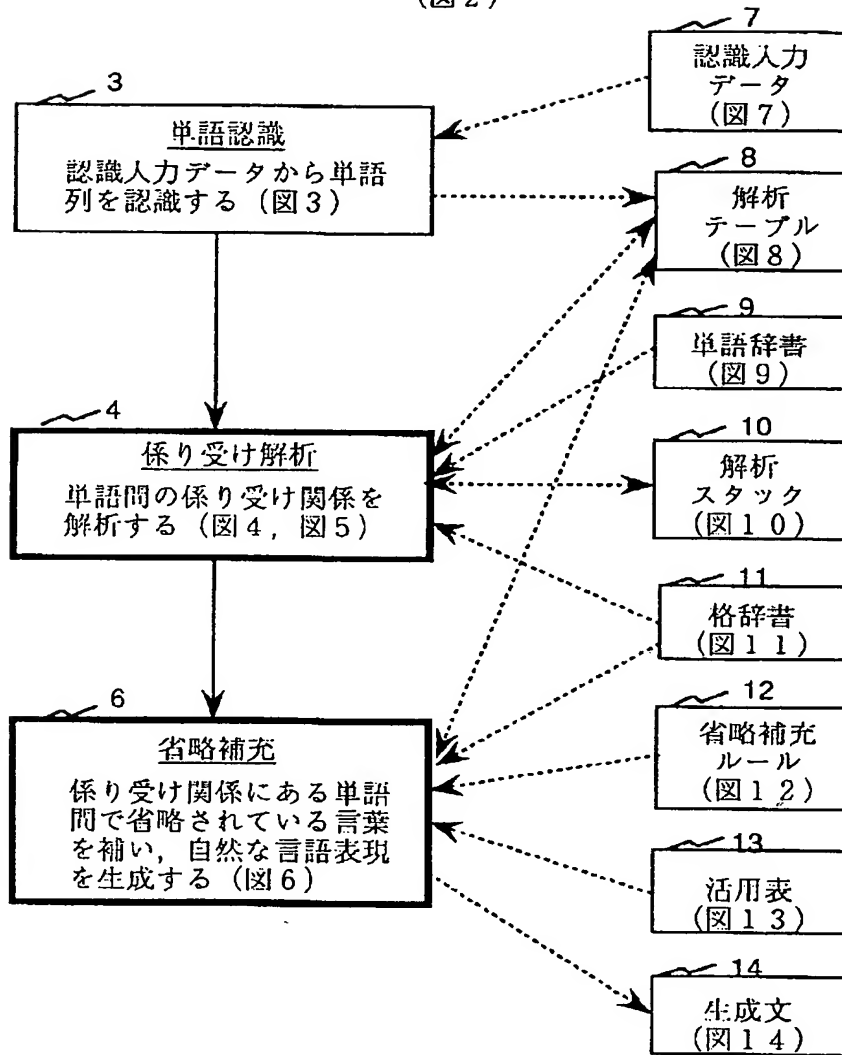 (図2)
3
単語認識
認識入力データから単語
列を認識する (図3)
4
係り受け解析
単語間の係り受け関係を
解析する (図4, 図5)
6
省略補充
係り受け関係にある単語
間で省略されている言葉
を補い, 自然な言語表現
を生成する (図6)
7
認識入力
データ
(図7)
8
解析
テーブル
(図8)
9
単語辞書
(図9)
10
解析
スタック
(図10)
11
格辞書
(図11)
12
省略補充
ルール
(図12)
13
活用表
(図13)
14
生成文
(図14)